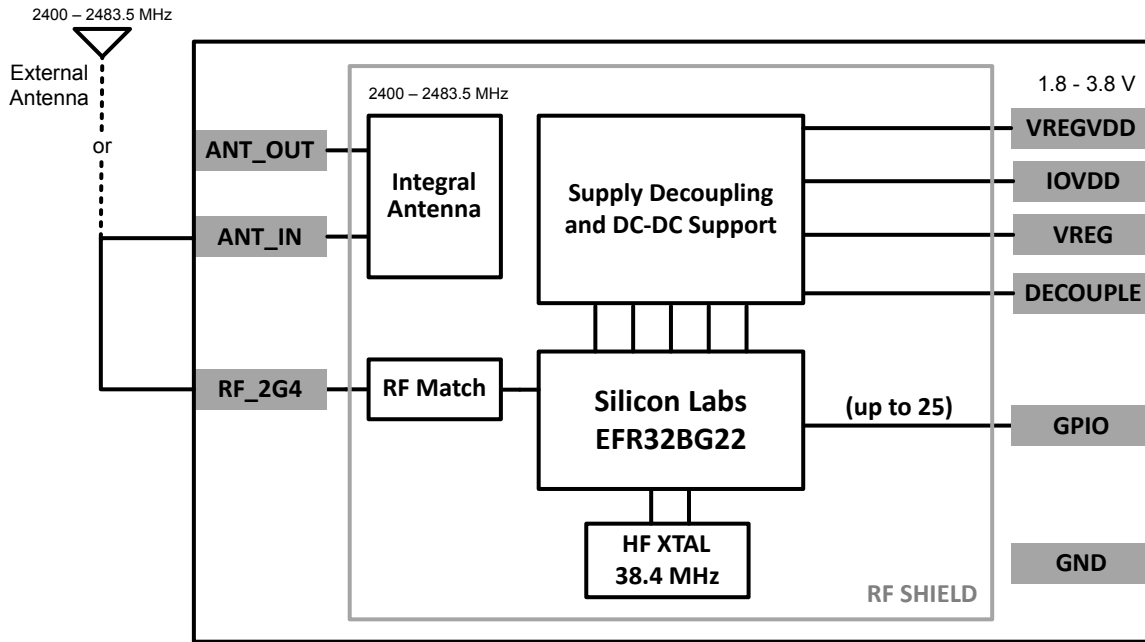 2400 – 2483.5 MHz
External
Antenna
or
2400 – 2483.5 MHz
1.8 - 3.8 V
ANT_OUT
Integral
Antenna
ANT_IN
Supply Decoupling
and DC-DC Support
VREGVDD
IOVDD
VREG
DECOUPLE
RF_2G4
RF Match
Silicon Labs
EFR32BG22
(up to 25)
GPIO
HF XTAL
38.4 MHz
GND
RF SHIELD